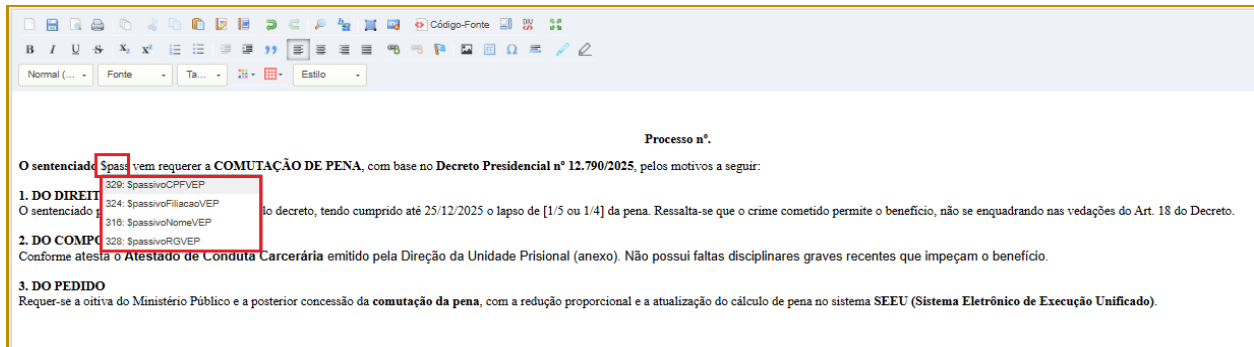 Código-Fonte
B I U S X₂ X²
Normal (... Fonte Ta... Estilo
Processo nº.
O sentenciado $pass vem requerer a COMUTAÇÃO DE PENA, com base no Decreto Presidencial nº 12.790/2025, pelos motivos a seguir:
329: $passivoCPFVEP
1. DO DIREIT
324: $passivoFiliacaoVEP
O sentenciado p lo decreto, tendo cumprido até 25/12/2025 o lapso de [1/5 ou 1/4] da pena. Ressalta-se que o crime cometido permite o benefício, não se enquadrando nas vedações do Art. 18 do Decreto.
316: $passivoNomeVEP
2. DO COMPO
328: $passivoRGVEP
Conforme atesta o Atestado de Conduta Carcerária emitido pela Direção da Unidade Prisional (anexo). Não possui faltas disciplinares graves recentes que impeçam o benefício.
3. DO PEDIDO
Requer-se a oitiva do Ministério Público e a posterior concessão da comutação da pena, com a redução proporcional e a atualização do cálculo de pena no sistema SEEU (Sistema Eletrônico de Execução Unificado).